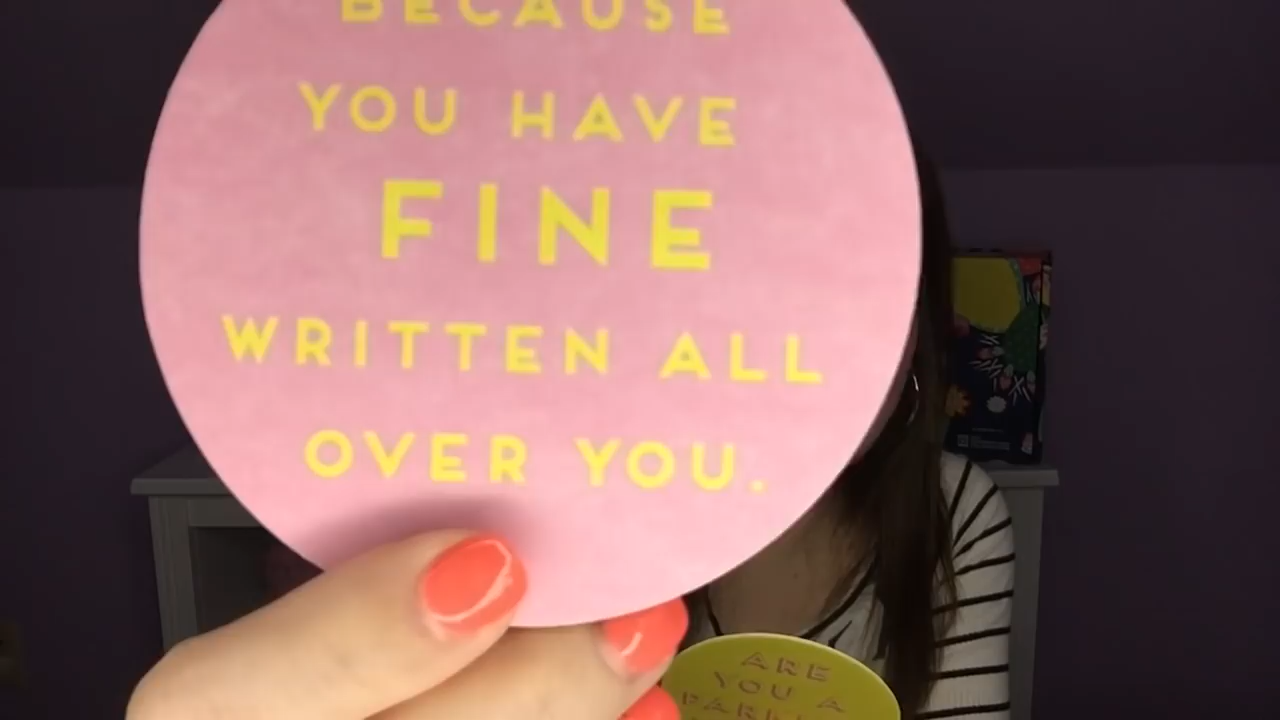 BECAUSE
YOU HAVE
FINE
WRITTEN ALL
OVER YOU.
ARE
YOU A